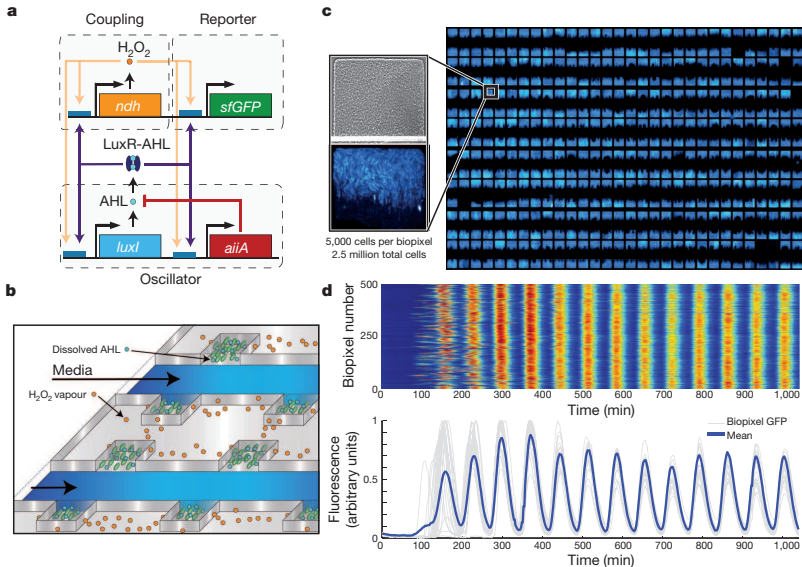 a
Coupling
Reporter
H2O2
ndh
sfGFP
LuxR-AHL
AHL
luxI
aiiA
Oscillator
b
Dissolved AHL
Media
H2O2 vapour
c
5,000 cells per biopixel
2.5 million total cells
d
Biopixel number
500
250
0
0 100 200 300 400 500 600 700 800 900 1,000
Time (min)
Fluorescence
(arbitrary units)
1
0.5
0
Biopixel GFP
Mean
0 100 200 300 400 500 600 700 800 900 1,000
Time (min)